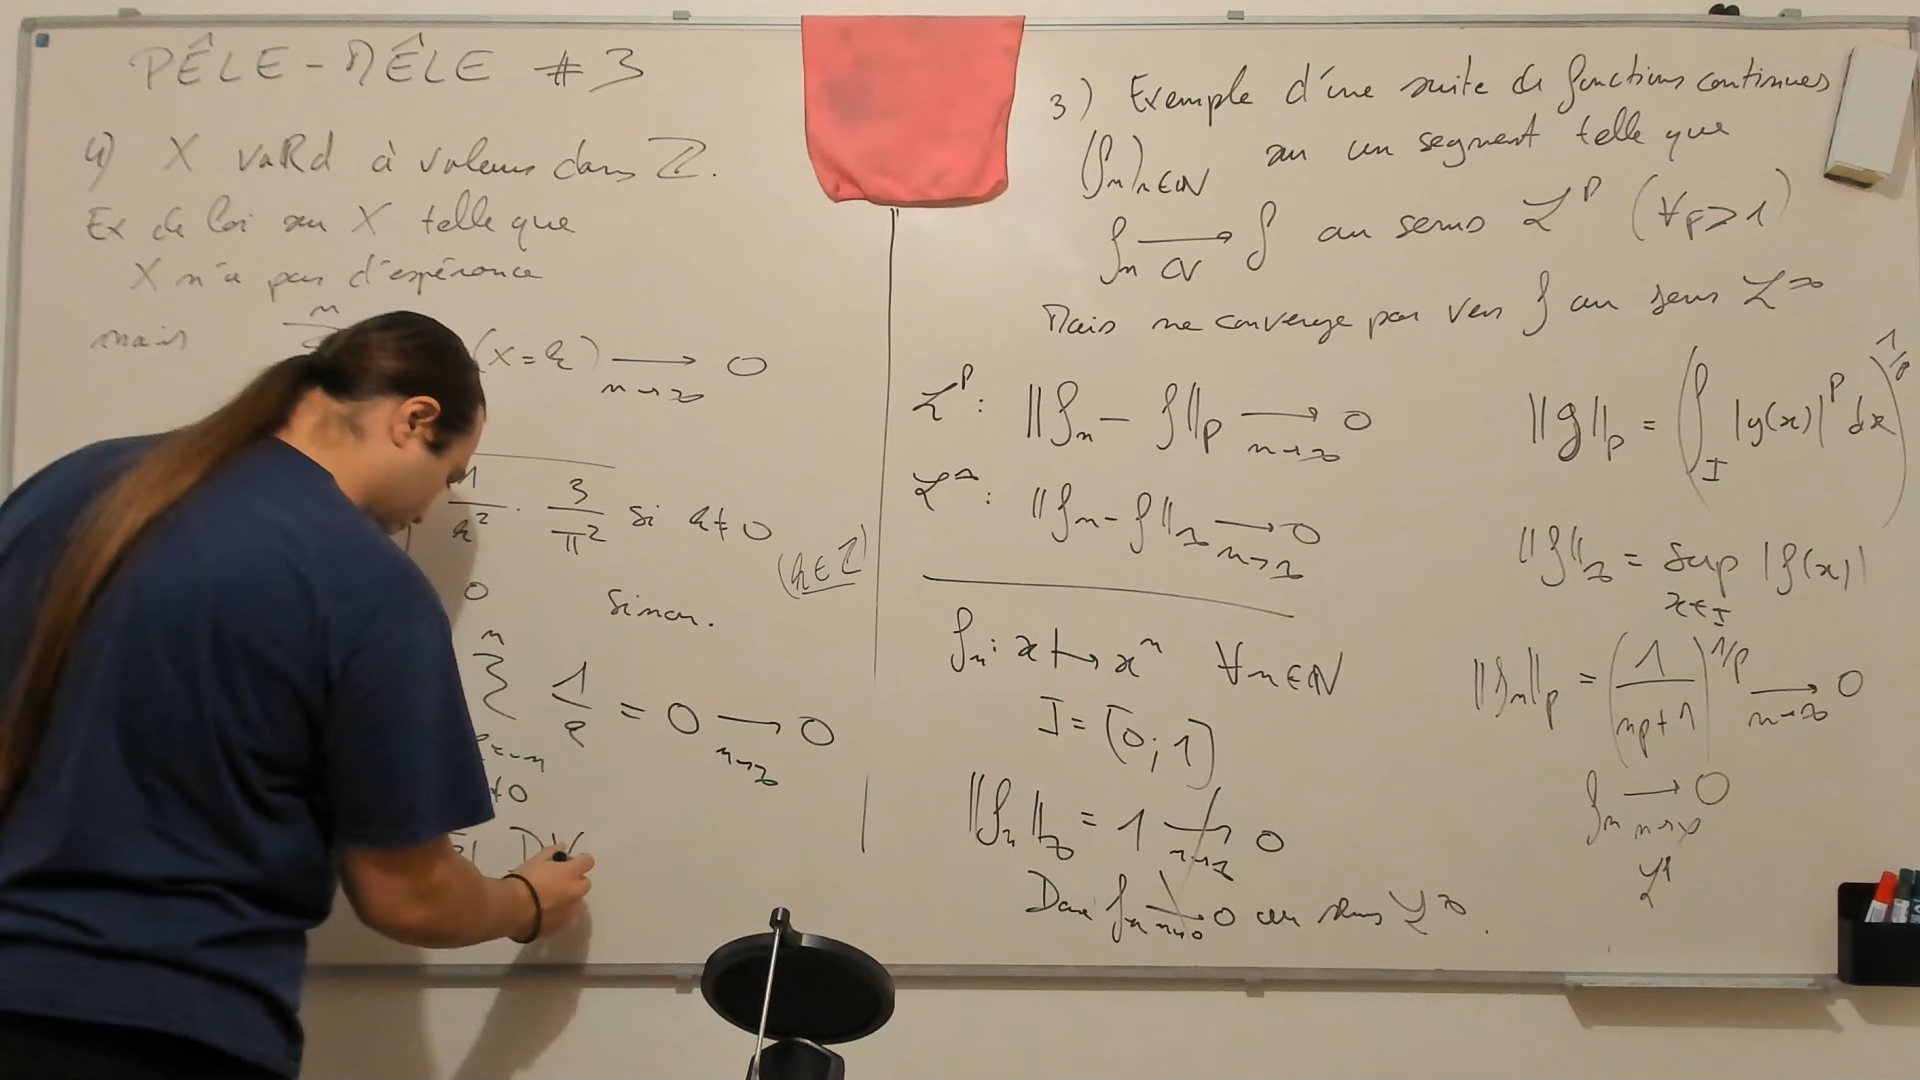 PÊLE-MÊLE #3
4) X vaRd à valeurs dans ℤ.
Ex de loi sur X telle que
X n'a pas d'espérance
mais (X=k) ⟶ 0
n→∞
1/k² · 3/π² si k≠0
(k∈ℤ)
0 sinon.
n
∑ 1/k = 0 ⟶ 0
n→∞
k=-n
≠0
DV
3) Exemple d'une suite de fonctions continues
(fₙ)ₙ∈ℕ sur un segment telle que
fₙ ⟶ f au sens ℒᵖ (∀p≥1)
CV
Mais ne converge pas vers f au sens ℒ^∞
ℒᵖ: ||fₙ - f||ₚ ⟶ 0
n→∞
||g||ₚ = (∫_I |g(x)|ᵖ dx)^{1/p}
ℒ^∞: ||fₙ - f||_∞ ⟶ 0
n→∞
||f||_∞ = sup |f(x)|
x∈I
fₙ: x ↦ xⁿ ∀n∈ℕ
I = [0;1]
||fₙ||ₚ = (1/(np+1))^{1/p} ⟶ 0
n→∞
||fₙ||_∞ = 1 ⟶̸ 0
n→∞
fₙ ⟶ 0
n→∞
ℒ¹
Donc fₙ ⟶̸ 0 au sens ℒ^∞.